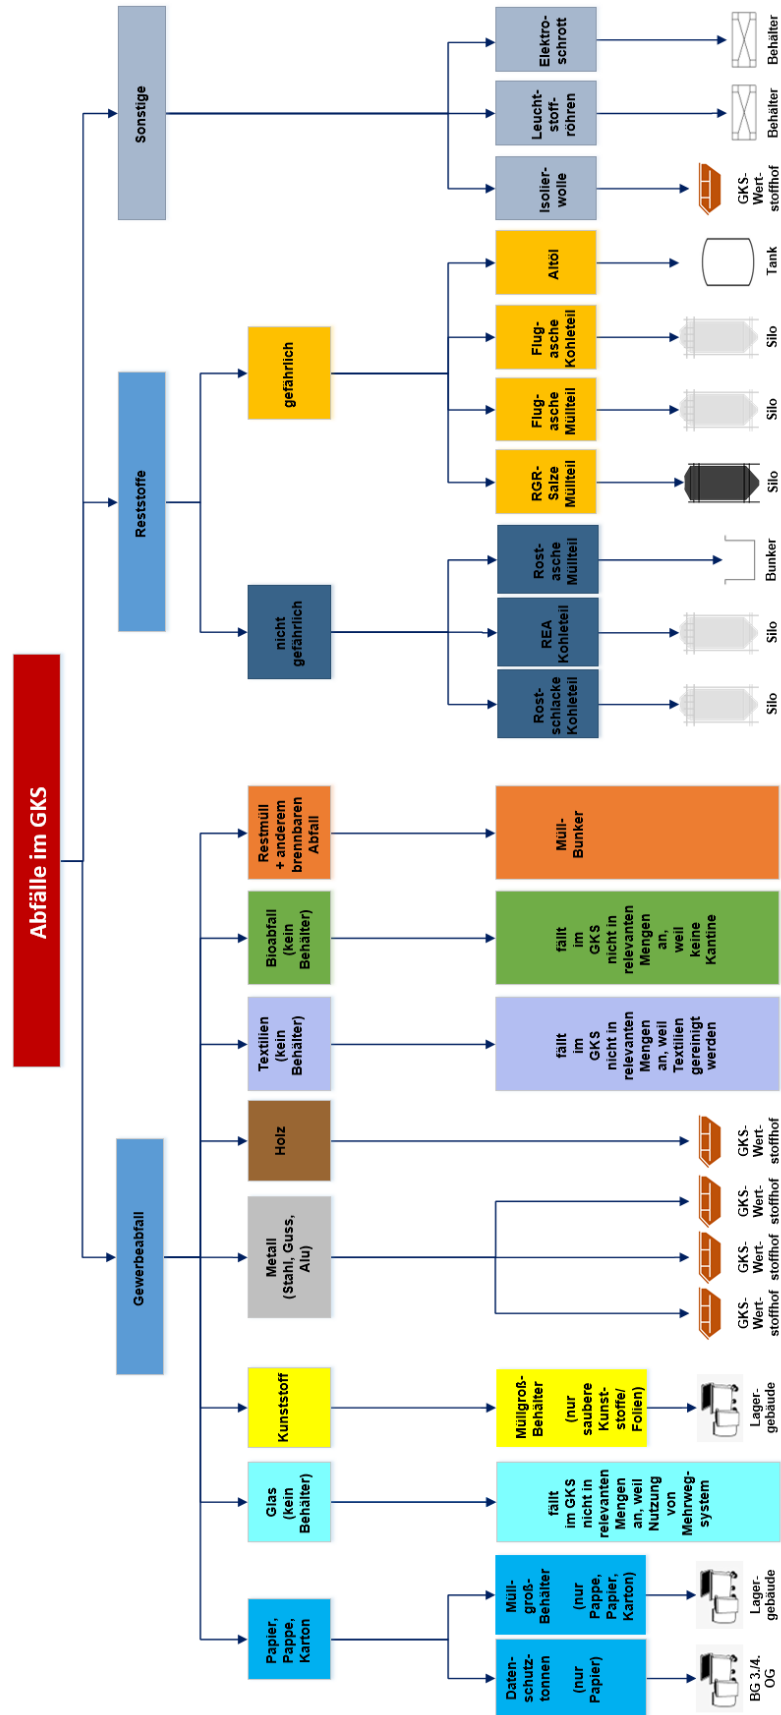 Abfälle im GKS
Gewerbeabfall
Reststoffe
Sonstige
Papier,
Pappe,
Karton
Glas
(kein
Behälter)
Kunststoff
Metall
(Stahl, Guss,
Alu)
Holz
Textilien
(kein
Behälter)
Bioabfall
(kein
Behälter)
Restmüll
+ anderem
brennbaren
Abfall
nicht
gefährlich
gefährlich
Daten-
schutz-
tonnen
(nur
Papier)
Müll-
groß-
Behälter
(nur
Pappe,
Papier,
Karton)
fällt
im GKS
nicht in
relevanten
Mengen
an, weil
Nutzung
von
Mehrweg-
system
Müllgroß-
Behälter
(nur
saubere
Kunst-
stoffe/
Folien)
fällt
im
GKS
nicht in
relevanten
Mengen
an, weil
Textilien
gereinigt
werden
fällt
im
GKS
nicht in
relevanten
Mengen
an,
weil
keine
Kantine
Müll-
Bunker
Rost-
schlacke
Kohleteil
REA
Kohleteil
Rost-
asche
Müllteil
RGR-
Salze
Müllteil
Flug-
asche
Müllteil
Flug-
asche
Kohleteil
Altöl
Isolier-
wolle
Leucht-
stoff-
röhren
Elektro-
schrott
BG 3./4.
OG
Lager-
gebäude
Lager-
gebäude
GKS-
Wert-
stoffhof
GKS-
Wert-
stoffhof
GKS-
Wert-
stoffhof
GKS-
Wert-
stoffhof
Silo
Silo
Bunker
Silo
Silo
Silo
Tank
GKS-
Wert-
stoffhof
Behälter
Behälter